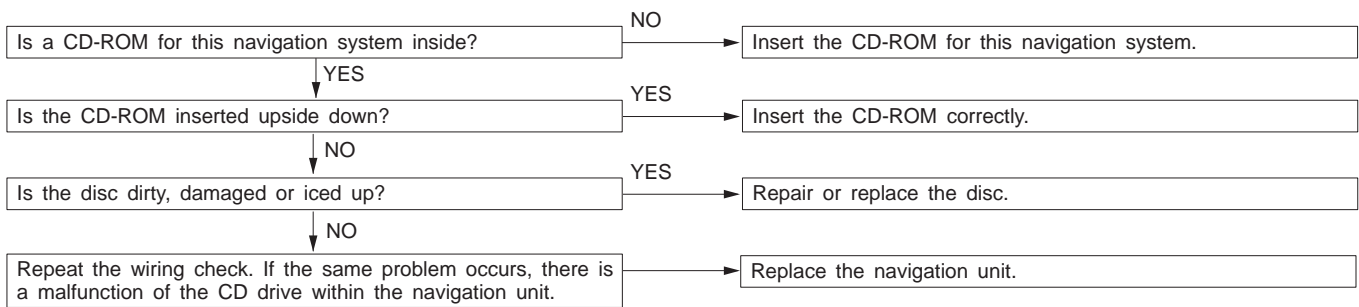 NO
Is a CD-ROM for this navigation system inside?
Insert the CD-ROM for this navigation system.
YES
YES
Is the CD-ROM inserted upside down?
Insert the CD-ROM correctly.
NO
YES
Is the disc dirty, damaged or iced up?
Repair or replace the disc.
NO
Repeat the wiring check. If the same problem occurs, there is
a malfunction of the CD drive within the navigation unit.
Replace the navigation unit.